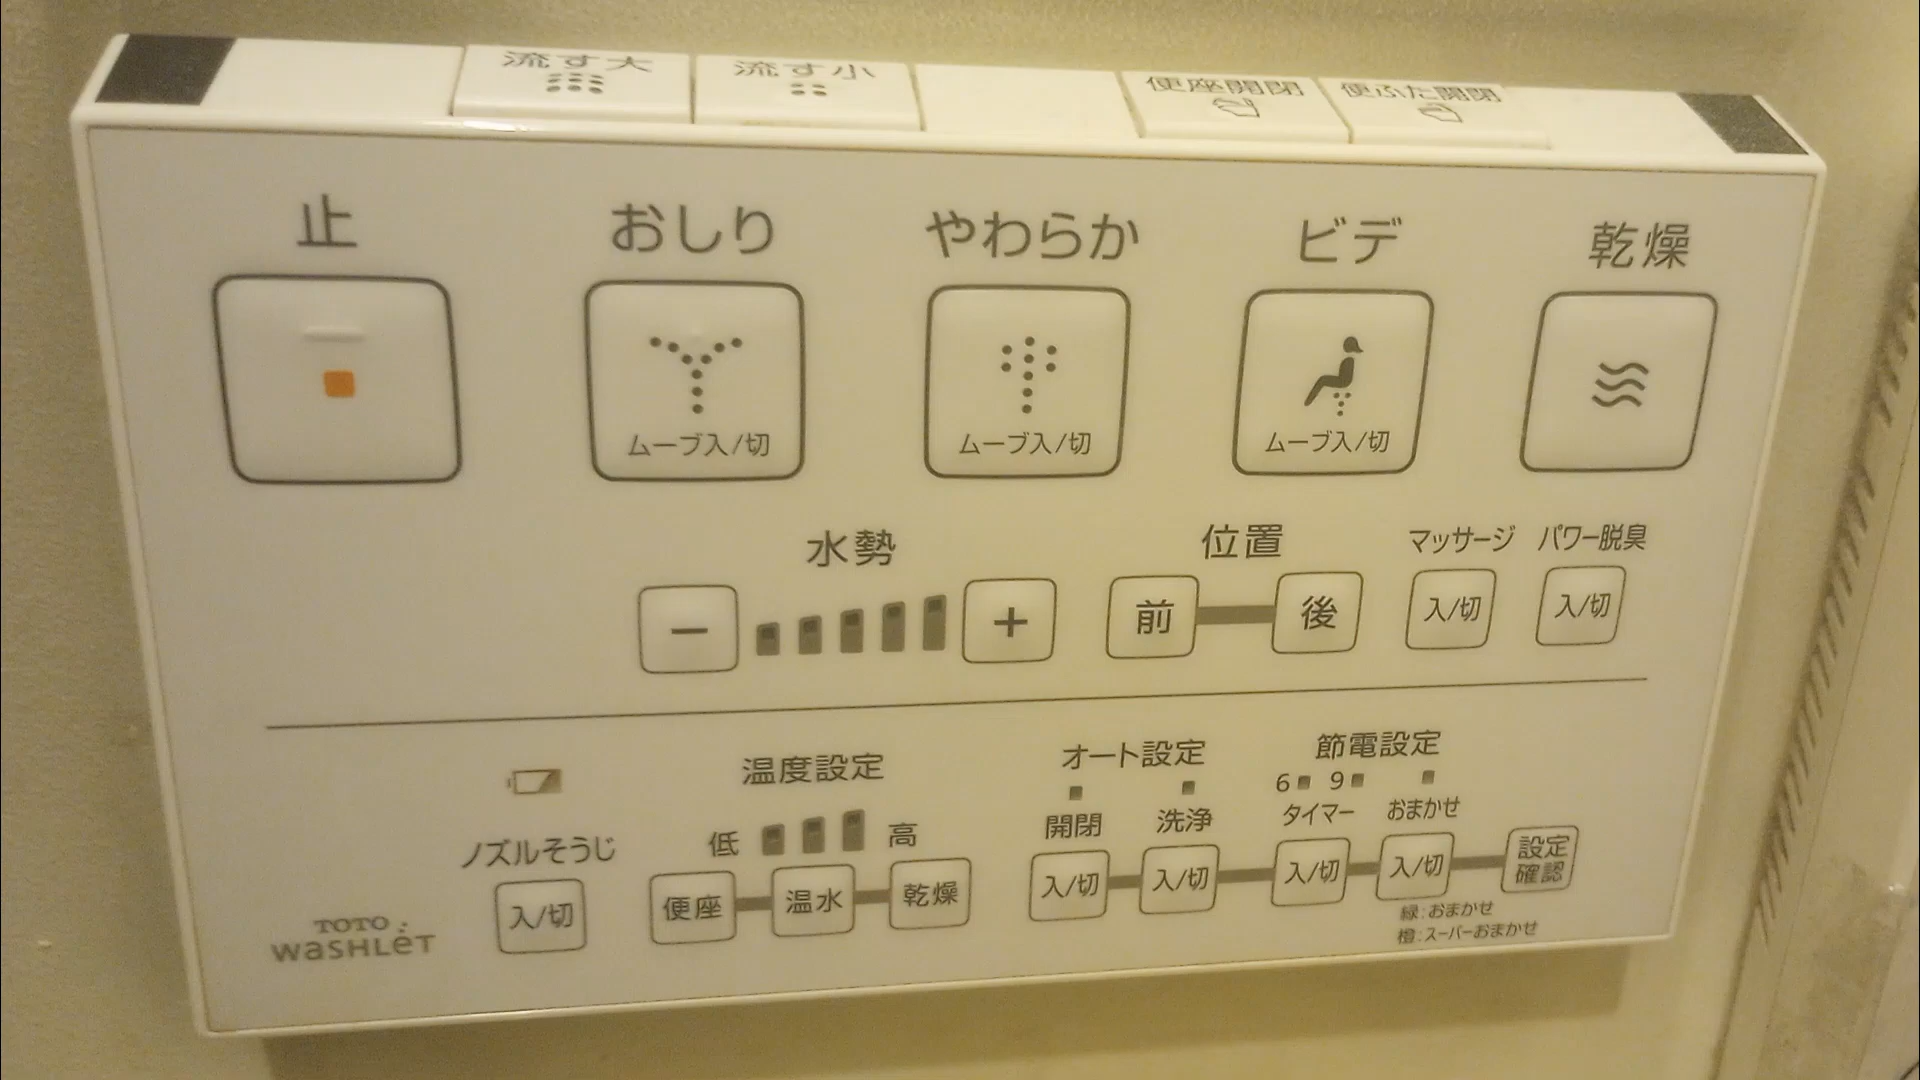 流す大
流す小
便座開閉
便ふた開閉
止
おしり
やわらか
ビデ
乾燥
ムーブ入/切
ムーブ入/切
ムーブ入/切
水勢
位置
マッサージ
パワー脱臭
−
+
前
後
入/切
入/切
温度設定
オート設定
節電設定
6
9
ノズルそうじ
低
高
開閉
洗浄
タイマー
おまかせ
入/切
便座
温水
乾燥
入/切
入/切
入/切
入/切
設定
確認
緑:おまかせ
橙:スーパーおまかせ
TOTO
WASHLET